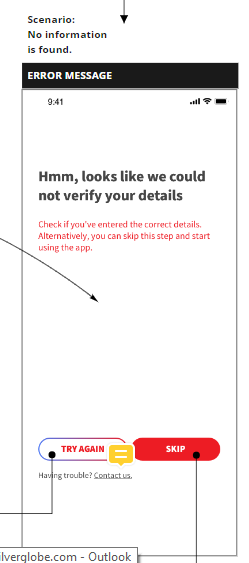 Scenario:
No information
is found.
ERROR MESSAGE
9:41
Hmm, looks like we could
not verify your details
Check if you've entered the correct details.
Alternatively, you can skip this step and start
using the app.
TRY AGAIN
SKIP
Having trouble? Contact us.
ilverglobe.com - Outlook